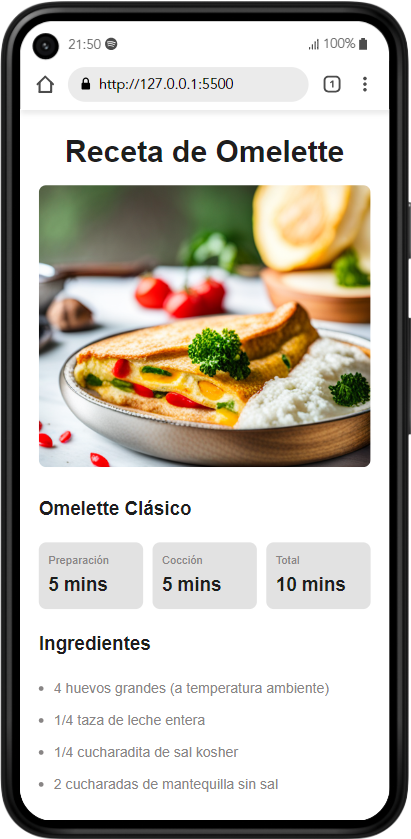 21:50 100%
1
http://127.0.0.1:5500
Receta de Omelette
Omelette Clásico
Preparación Cocción Total
5 mins 5 mins 10 mins
Ingredientes
• 4 huevos grandes (a temperatura ambiente)
• 1/4 taza de leche entera
• 1/4 cucharadita de sal kosher
• 2 cucharadas de mantequilla sin sal